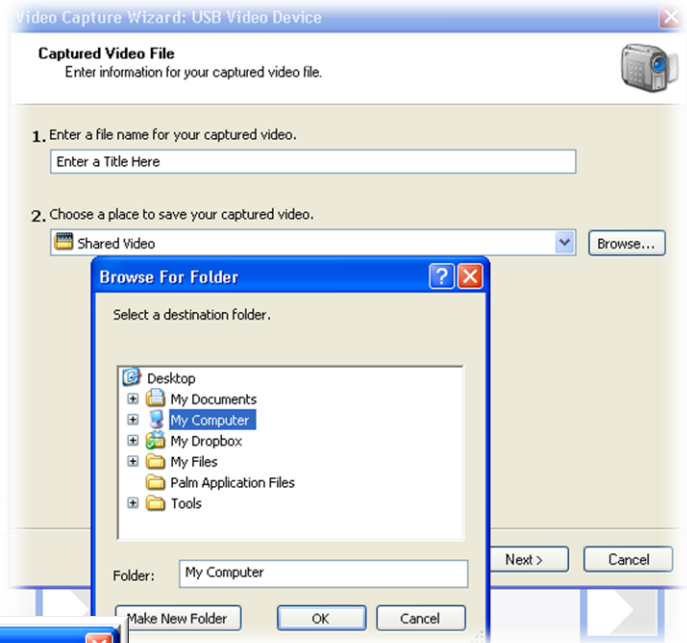 Video Capture Wizard: USB Video Device
Captured Video File
Enter information for your captured video file.
1. Enter a file name for your captured video.
Enter a Title Here
2. Choose a place to save your captured video.
Shared Video
Browse...
Browse For Folder
Select a destination folder.
Desktop
My Documents
My Computer
My Dropbox
My Files
Palm Application Files
Tools
Folder: My Computer
Next > Cancel
Make New Folder OK Cancel